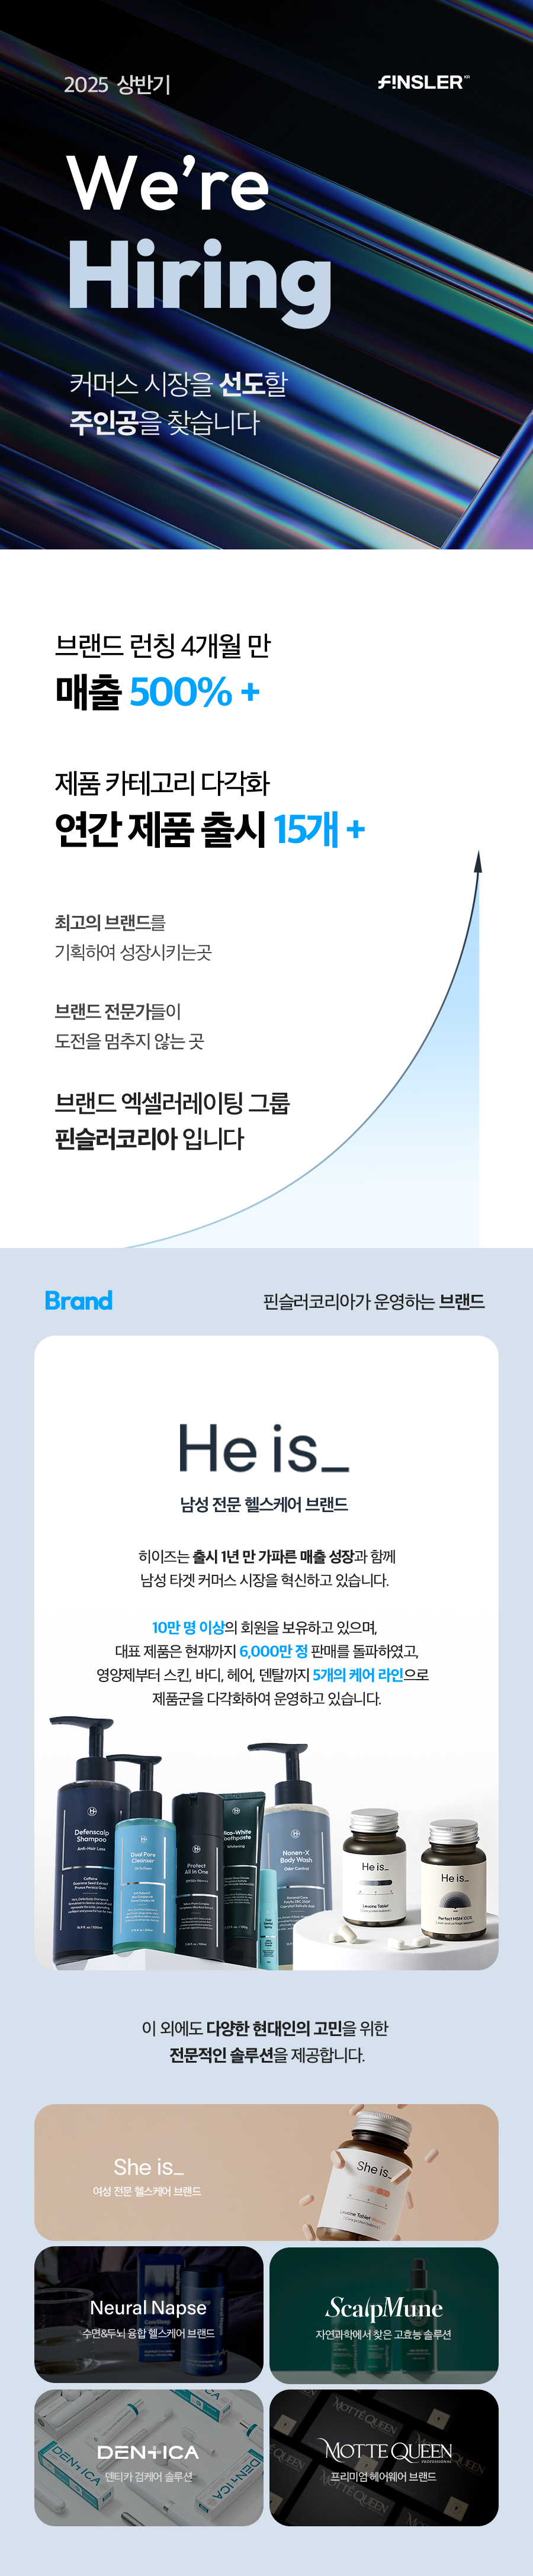 2025 상반기
F!NSLER KR
We're
Hiring
커머스 시장을 선도할
주인공을 찾습니다
브랜드 런칭 4개월 만
매출 500% +
제품 카테고리 다각화
연간 제품 출시 15개 +
최고의 브랜드를
기획하여 성장시키는곳
브랜드 전문가들이
도전을 멈추지 않는 곳
브랜드 엑셀러레이팅 그룹
핀슬러코리아 입니다
Brand
핀슬러코리아가 운영하는 브랜드
He is_
남성 전문 헬스케어 브랜드
히이즈는 출시 1년 만 가파른 매출 성장과 함께
남성 타겟 커머스 시장을 혁신하고 있습니다.
10만 명 이상의 회원을 보유하고 있으며,
대표 제품은 현재까지 6,000만 정 판매를 돌파하였고,
영양제부터 스킨, 바디, 헤어, 덴탈까지 5개의 케어 라인으로
제품군을 다각화하여 운영하고 있습니다.
Defenscalp
Shampoo
Anti-Hair Loss
Dual Pore
Cleanser
Protect
All In One
Nonen-X
Body Wash
Odor Control
He is_
Leucine Tablet
He is_
이 외에도 다양한 현대인의 고민을 위한
전문적인 솔루션을 제공합니다.
She is_
여성 전문 헬스케어 브랜드
She is_
Leucine Tablet
Neural Napse
수면&두뇌 융합 헬스케어 브랜드
ScalpMune
자연과학에서 찾은 고효능 솔루션
DENTICA
덴티카 검케어 솔루션
MOTTE QUEEN
PROFESSIONAL
프리미엄 헤어웨어 브랜드